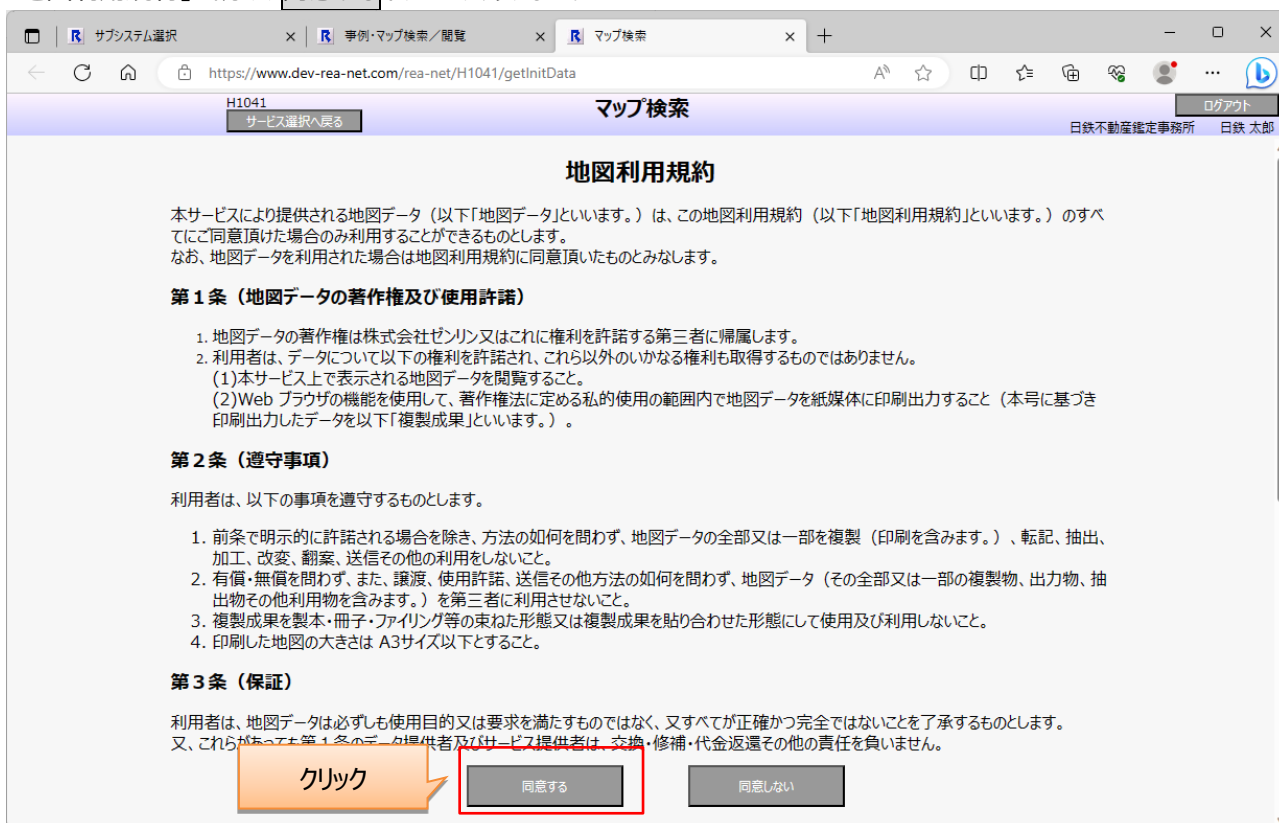 サブシステム選択
事例・マップ検索／閲覧
マップ検索
https://www.dev-rea-net.com/rea-net/H1041/getInitData
H1041
サービス選択へ戻る
マップ検索
ログアウト
日鉄不動産鑑定事務所 日鉄 太郎
地図利用規約
本サービスにより提供される地図データ（以下「地図データ」といいます。）は、この地図利用規約（以下「地図利用規約」といいます。）のすべ
てにご同意頂けた場合のみ利用することができるものとします。
なお、地図データを利用された場合は地図利用規約に同意頂いたものとみなします。
第１条（地図データの著作権及び使用許諾）
1. 地図データの著作権は株式会社ゼンリン又はこれに権利を許諾する第三者に帰属します。
2. 利用者は、データについて以下の権利を許諾され、これら以外のいかなる権利も取得するものではありません。
(1)本サービス上で表示される地図データを閲覧すること。
(2)Web ブラウザの機能を使用して、著作権法に定める私的使用の範囲内で地図データを紙媒体に印刷出力すること（本号に基づき
印刷出力したデータを以下「複製成果」といいます。）。
第２条（遵守事項）
利用者は、以下の事項を遵守するものとします。
1. 前条で明示的に許諾される場合を除き、方法の如何を問わず、地図データの全部又は一部を複製（印刷を含みます。）、転記、抽出、
加工、改変、翻案、送信その他の利用をしないこと。
2. 有償・無償を問わず、また、譲渡、使用許諾、送信その他方法の如何を問わず、地図データ（その全部又は一部の複製物、出力物、抽
出物その他利用物を含みます。）を第三者に利用させないこと。
3. 複製成果を製本・冊子・ファイリング等の束ねた形態又は複製成果を貼り合わせた形態にして使用及び利用しないこと。
4. 印刷した地図の大きさは A3サイズ以下とすること。
第３条（保証）
利用者は、地図データは必ずしも使用目的又は要求を満たすものではなく、又すべてが正確かつ完全ではないことを了承するものとします。
又、これらがあっても第１条のデータ提供者及びサービス提供者は、交換・修補・代金返還その他の責任を負いません。
クリック
同意する
同意しない